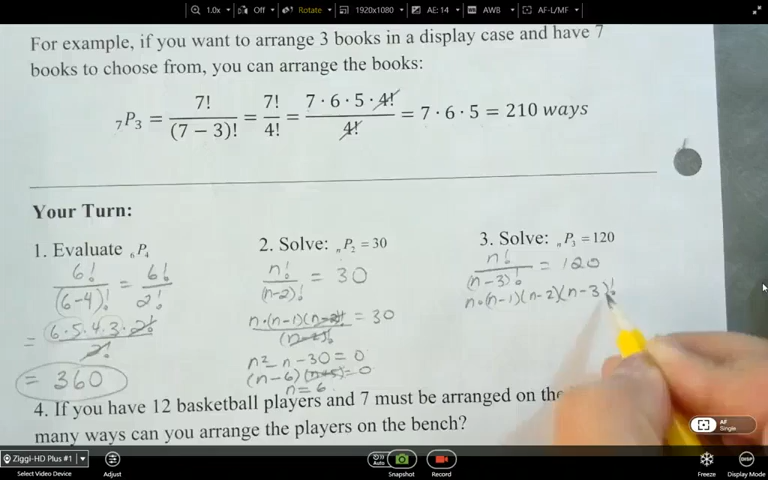 1.0x Off Rotate 1920x1080 AE: 14 AWB AF-L/MF
For example, if you want to arrange 3 books in a display case and have 7
books to choose from, you can arrange the books:
₇P₃ = 7!/(7 − 3)! = 7!/4! = 7 · 6 · 5 · 4!/4! = 7 · 6 · 5 = 210 ways
Your Turn:
1. Evaluate ₆P₄
6!/(6-4)! = 6!/2!
= 6·5·4·3·2!/2!
= 360
2. Solve: ₙP₂ = 30
n!/(n-2)! = 30
n·(n-1)(n-2)!/(n-2)! = 30
n²-n-30=0
(n-6)(n+5)=0
n=6
3. Solve: ₙP₃ = 120
n!/(n-3)! = 120
n·(n-1)(n-2)(n-3)!
4. If you have 12 basketball players and 7 must be arranged on the
many ways can you arrange the players on the bench?
AF
Single
Ziggi-HD Plus #1
Select Video Device
Adjust
Auto
Snapshot
Record
Freeze
DISP
Display Mode